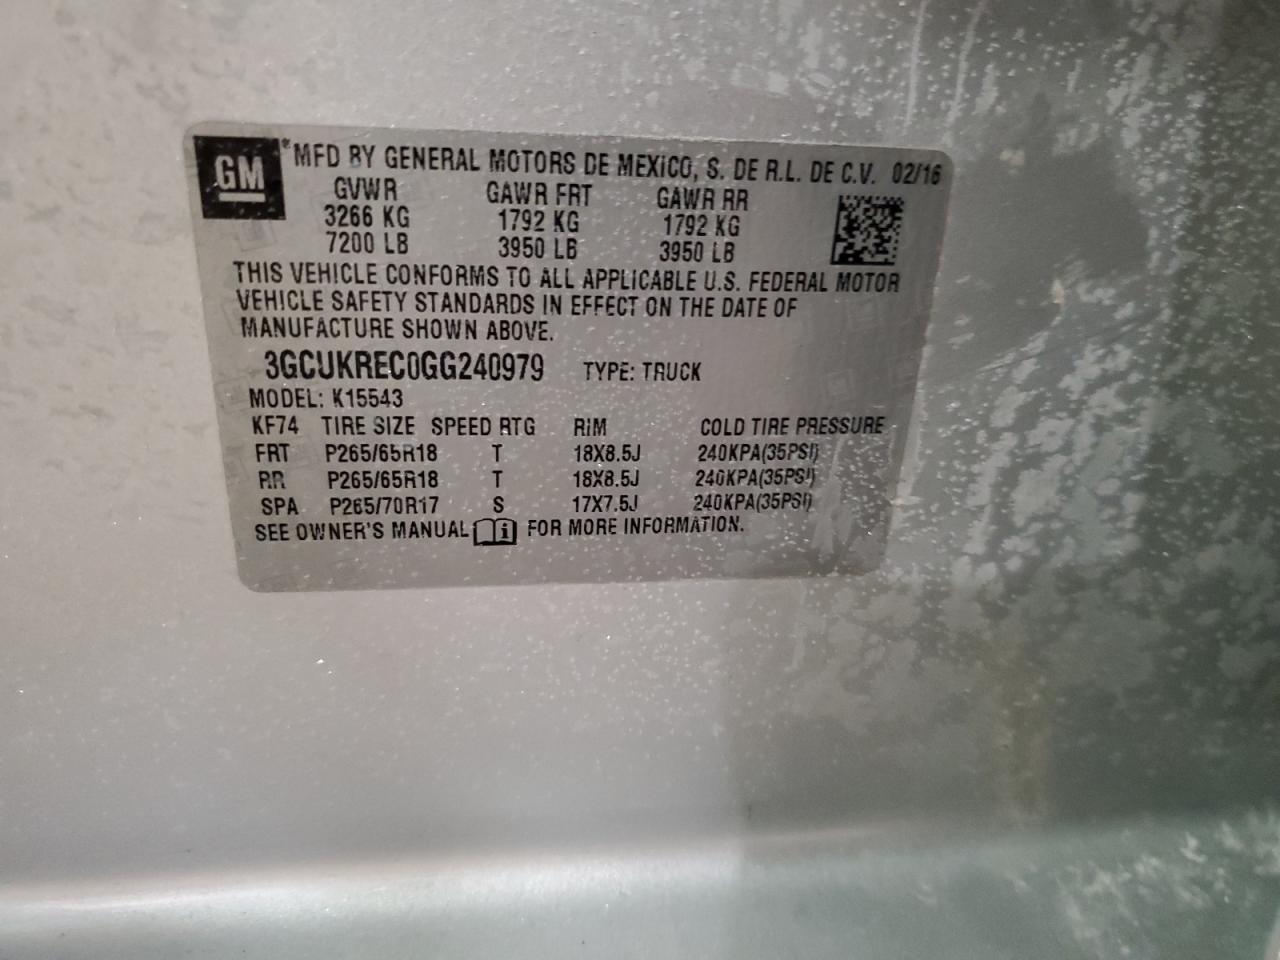 GM *MFD BY GENERAL MOTORS DE MEXICO, S. DE R.L. DE C.V. 02/16
GVWR GAWR FRT GAWR RR
3266 KG 1792 KG 1792 KG
7200 LB 3950 LB 3950 LB
THIS VEHICLE CONFORMS TO ALL APPLICABLE U.S. FEDERAL MOTOR
VEHICLE SAFETY STANDARDS IN EFFECT ON THE DATE OF
MANUFACTURE SHOWN ABOVE.
3GCUKREC0GG240979 TYPE: TRUCK
MODEL: K15543
KF74 TIRE SIZE SPEED RTG RIM COLD TIRE PRESSURE
FRT P265/65R18 T 18X8.5J 240KPA(35PSI)
RR P265/65R18 T 18X8.5J 240KPA(35PSI)
SPA P265/70R17 S 17X7.5J 240KPA(35PSI)
SEE OWNER'S MANUAL i FOR MORE INFORMATION.